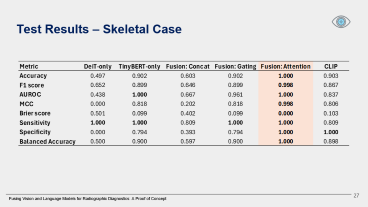 Test Results – Skeletal Case
Metric DeiT-only TinyBERT-only Fusion: Concat Fusion: Gating Fusion: Attention CLIP
Accuracy 0.497 0.902 0.603 0.902 1.000 0.903
F1 score 0.652 0.899 0.646 0.899 0.998 0.867
AUROC 0.438 1.000 0.667 0.961 1.000 0.837
MCC 0.000 0.818 0.202 0.818 0.998 0.806
Brier score 0.501 0.099 0.402 0.099 0.000 0.103
Sensitivity 1.000 1.000 0.809 1.000 1.000 0.809
Specificity 0.000 0.794 0.393 0.794 1.000 1.000
Balanced Accuracy 0.500 0.900 0.597 0.900 1.000 0.898
Fusing Vision and Language Models for Radiographic Diagnostics: A Proof of Concept
27